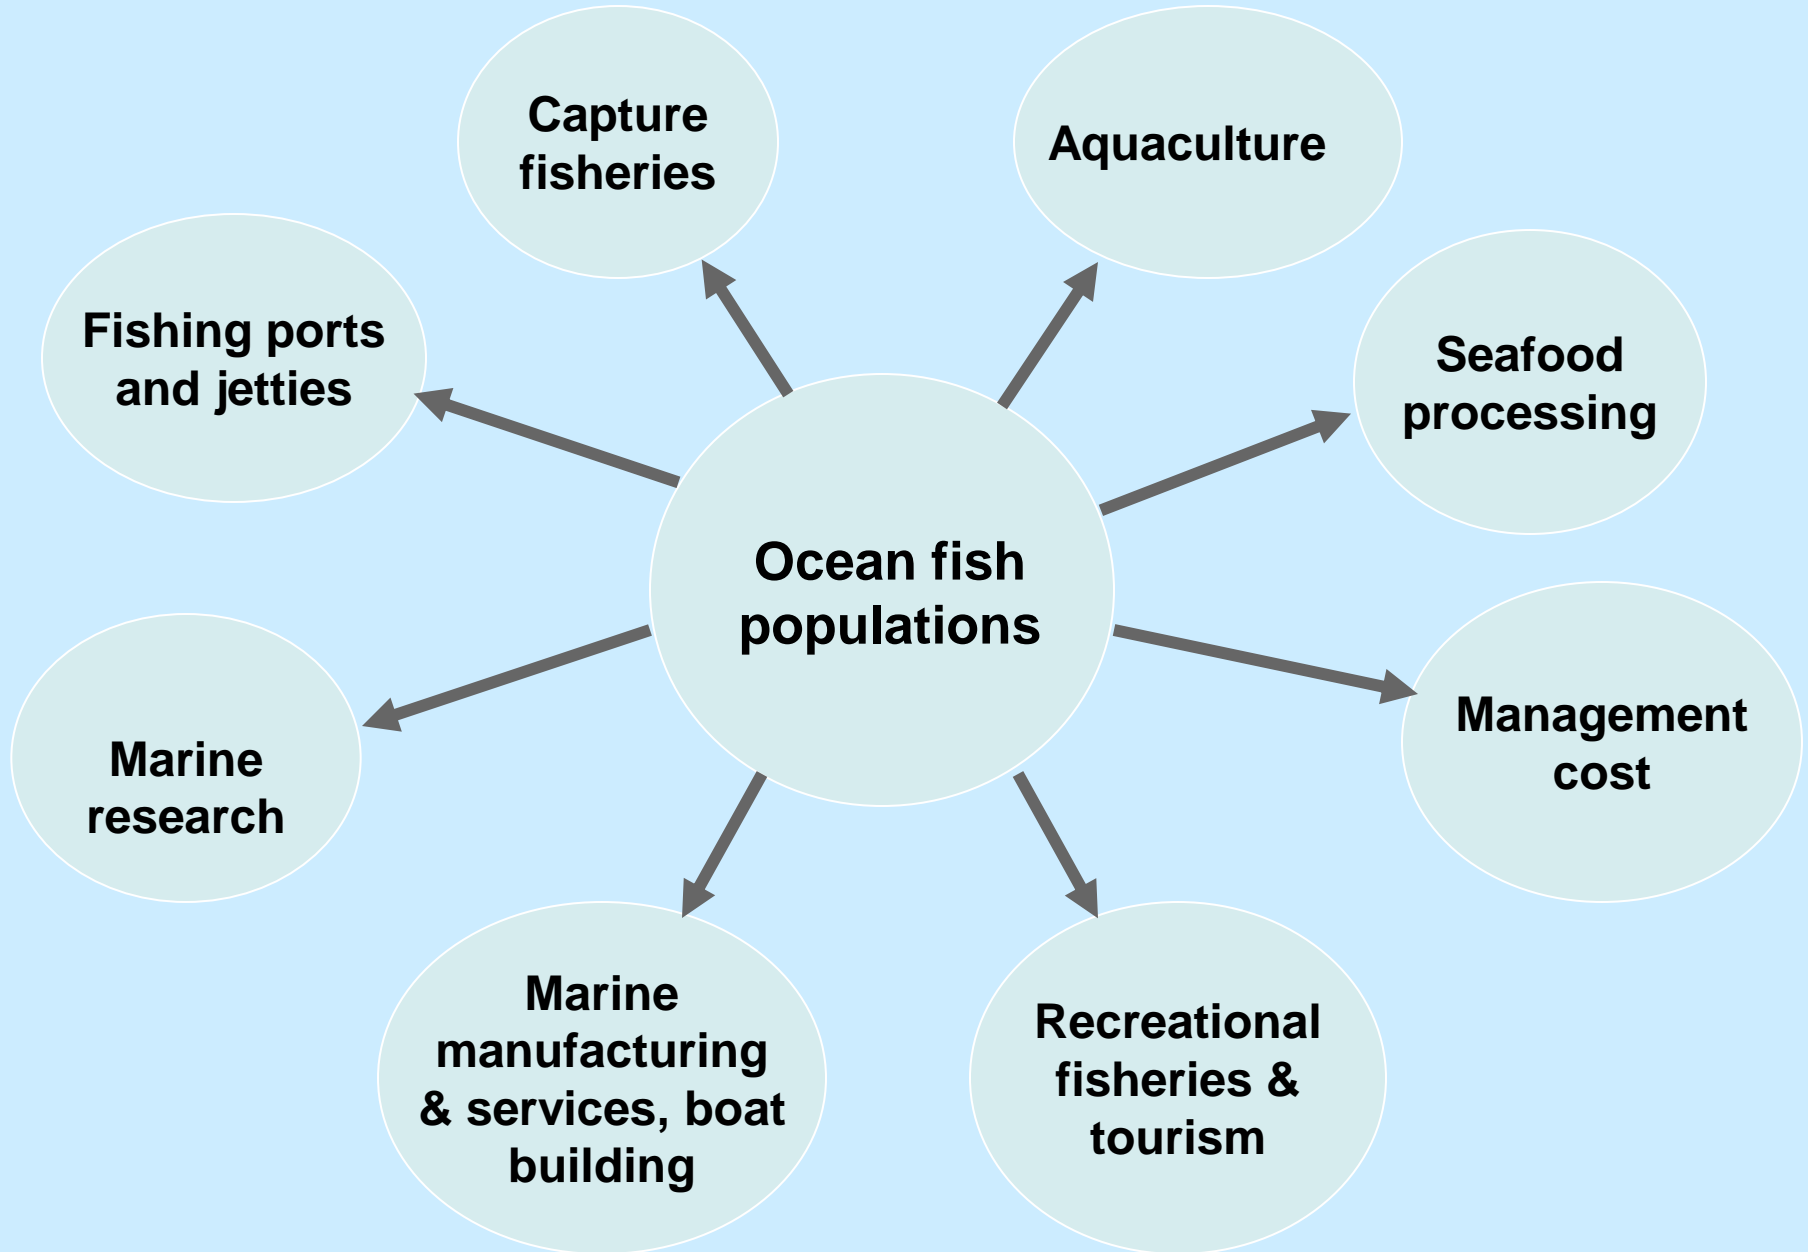 Capture
fisheries
Aquaculture
Fishing ports
and jetties
Seafood
processing
Ocean fish
populations
Management
cost
Marine
research
Marine
manufacturing
& services, boat
building
Recreational
fisheries &
tourism